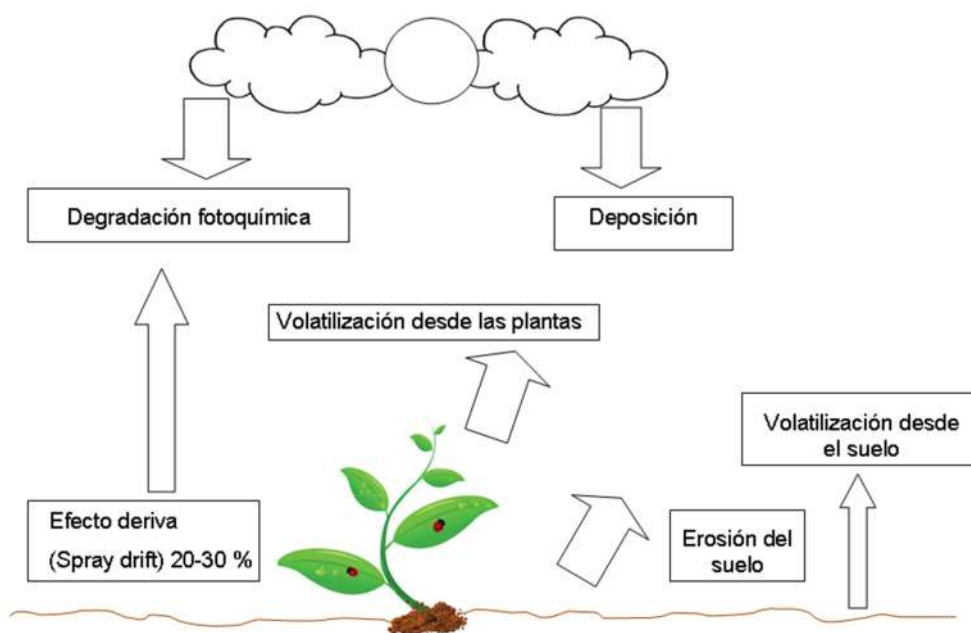 Degradación fotoquímica
Deposición
Volatilización desde las plantas
Volatilización desde
el suelo
Efecto deriva
(Spray drift) 20-30 %
Erosión del
suelo